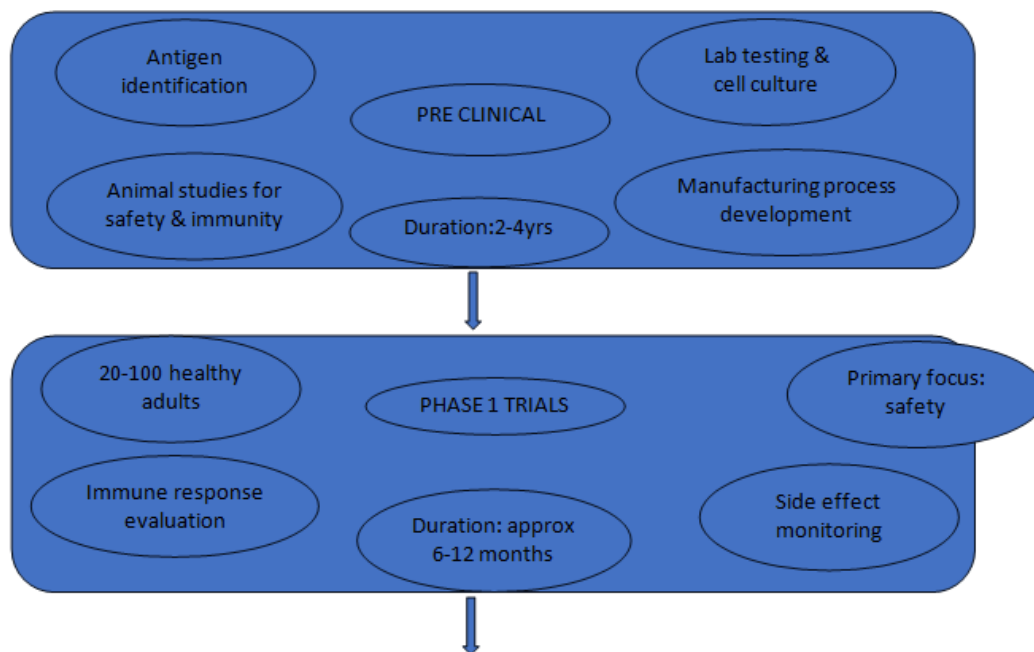 Antigen
identification
Lab testing &
cell culture
PRE CLINICAL
Animal studies for
safety & immunity
Manufacturing process
development
Duration:2-4yrs
20-100 healthy
adults
Primary focus:
safety
PHASE 1 TRIALS
Immune response
evaluation
Side effect
monitoring
Duration: approx
6-12 months